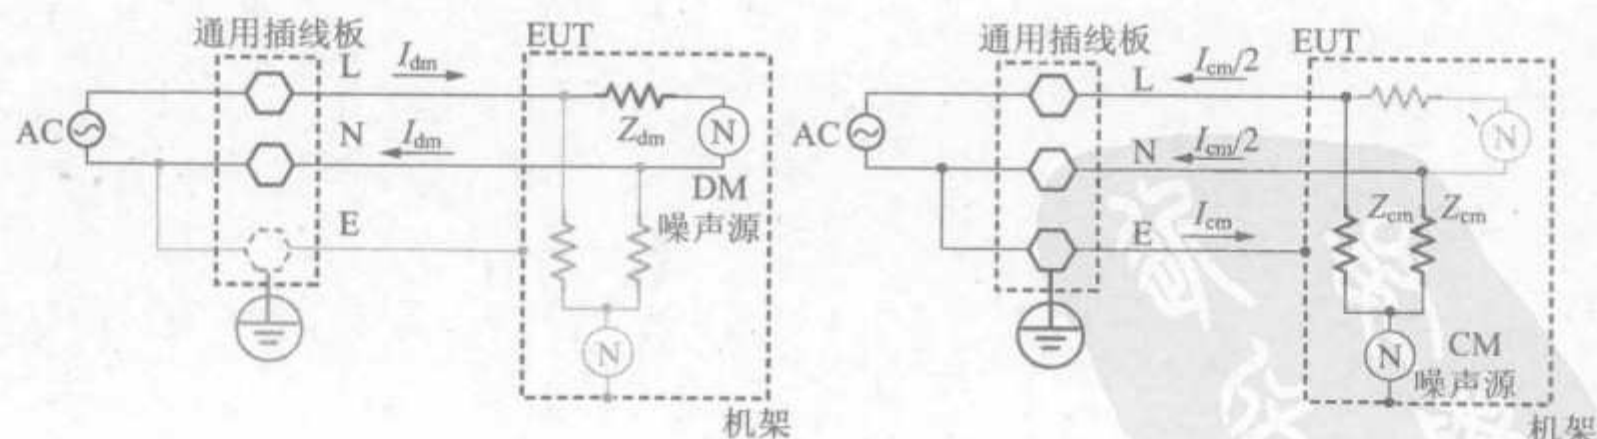 通用插线板
EUT
L
I_dm
AC
N
I_dm
Z_dm
N
DM
噪声源
E
N
机架
通用插线板
EUT
L
I_cm/2
AC
N
I_cm/2
N
E
I_cm
Z_cm
Z_cm
N
CM
噪声源
机架